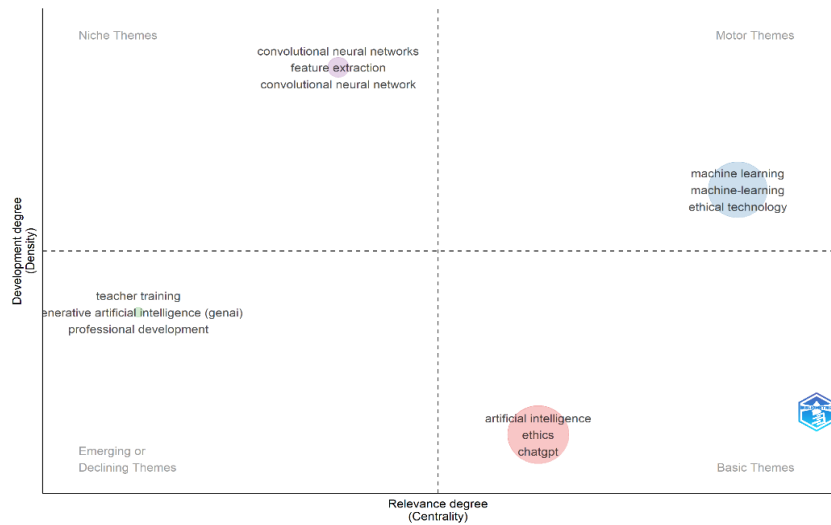 Niche Themes
Motor Themes
convolutional neural networks
feature extraction
convolutional neural network
machine learning
machine-learning
ethical technology
Development degree
(Density)
teacher training
enerative artificial intelligence (genai)
professional development
artificial intelligence
ethics
chatgpt
Emerging or
Declining Themes
Basic Themes
Relevance degree
(Centrality)